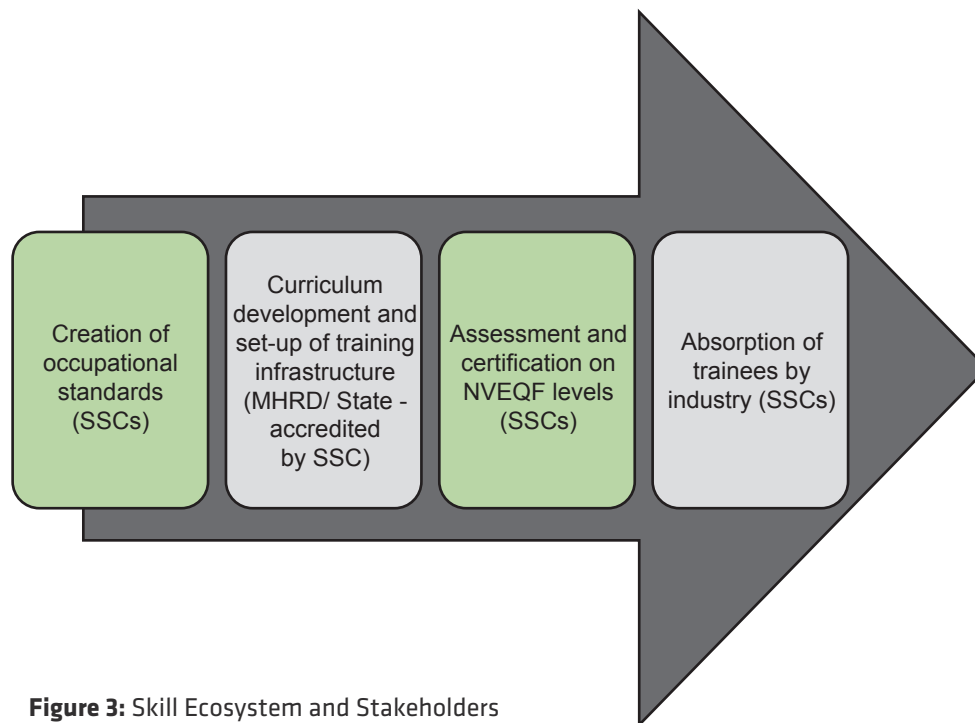 Creation of
occupational
standards
(SSCs)
Curriculum
development and
set-up of training
infrastructure
(MHRD/ State -
accredited
by SSC)
Assessment and
certification on
NVEQF levels
(SSCs)
Absorption of
trainees by
industry (SSCs)
Figure 3: Skill Ecosystem and Stakeholders